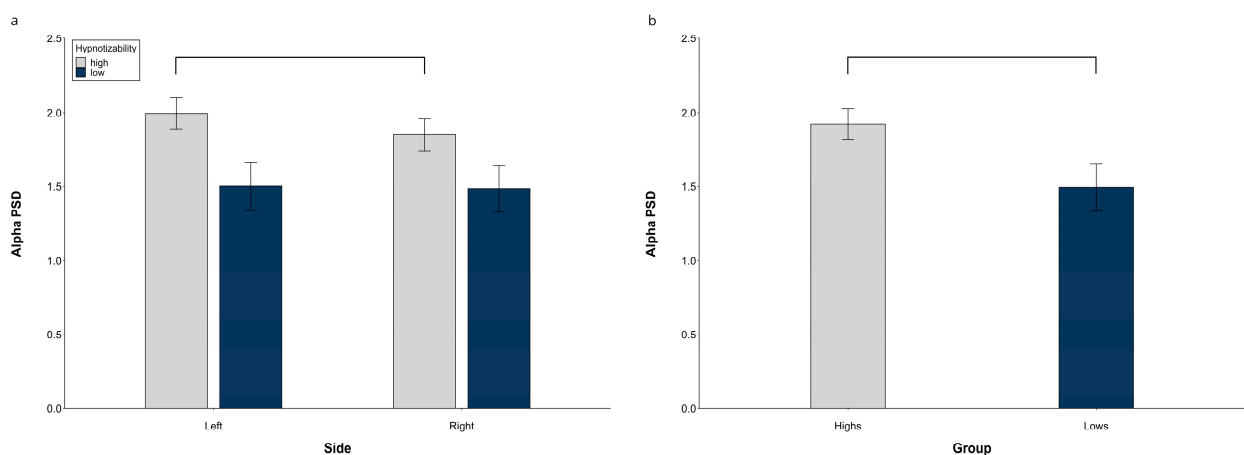 a
2.5
2.0
1.5
1.0
0.5
0.0
Alpha PSD
Hypnotizability
high
low
Left
Right
Side
b
2.5
2.0
1.5
1.0
0.5
0.0
Alpha PSD
Highs
Lows
Group